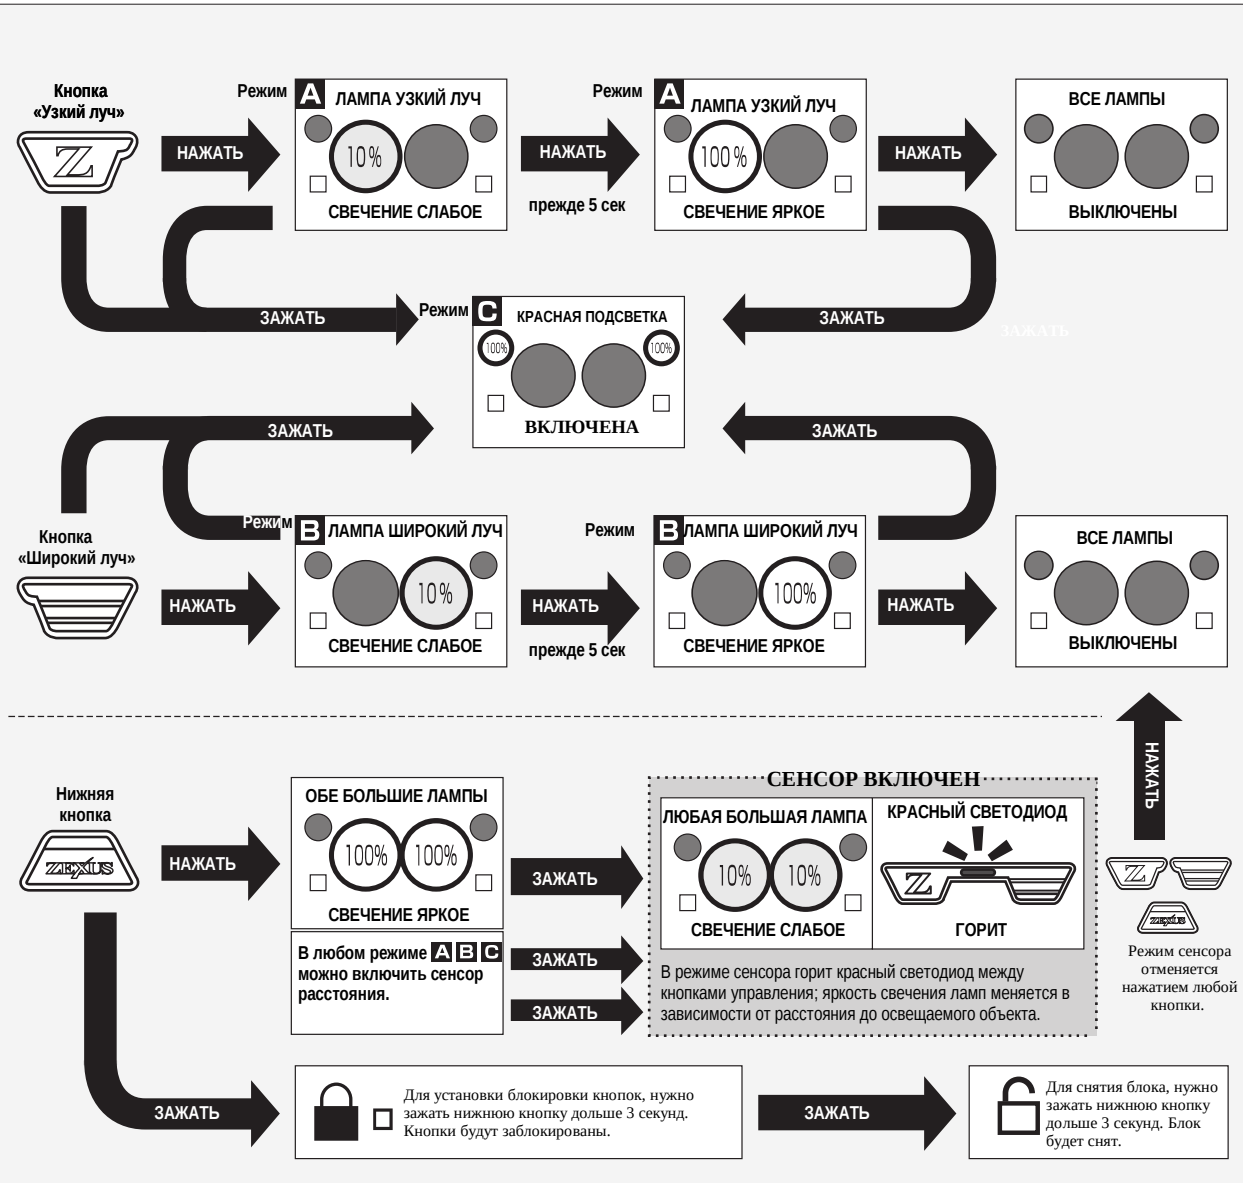 Кнопка
«Узкий луч»
Z
НАЖАТЬ
Режим
A
ЛАМПА УЗКИЙ ЛУЧ
10%
СВЕЧЕНИЕ СЛАБОЕ
НАЖАТЬ
прежде 5 сек
Режим
A
ЛАМПА УЗКИЙ ЛУЧ
100%
СВЕЧЕНИЕ ЯРКОЕ
НАЖАТЬ
ВСЕ ЛАМПЫ
ВЫКЛЮЧЕНЫ
ЗАЖАТЬ
Режим
C
КРАСНАЯ ПОДСВЕТКА
100%
100%
ВКЛЮЧЕНА
ЗАЖАТЬ
ЗАЖАТЬ
ЗАЖАТЬ
ЗАЖАТЬ
Кнопка
«Широкий луч»
НАЖАТЬ
Режим
B
ЛАМПА ШИРОКИЙ ЛУЧ
10%
СВЕЧЕНИЕ СЛАБОЕ
НАЖАТЬ
прежде 5 сек
Режим
B
ЛАМПА ШИРОКИЙ ЛУЧ
100%
СВЕЧЕНИЕ ЯРКОЕ
НАЖАТЬ
ВСЕ ЛАМПЫ
ВЫКЛЮЧЕНЫ
Нижняя
кнопка
ZEXUS
НАЖАТЬ
ОБЕ БОЛЬШИЕ ЛАМПЫ
100%
100%
СВЕЧЕНИЕ ЯРКОЕ
В любом режиме A B C
можно включить сенсор
расстояния.
ЗАЖАТЬ
ЗАЖАТЬ
ЗАЖАТЬ
СЕНСОР ВКЛЮЧЕН
ЛЮБАЯ БОЛЬШАЯ ЛАМПА
10%
10%
СВЕЧЕНИЕ СЛАБОЕ
КРАСНЫЙ СВЕТОДИОД
Z
ГОРИТ
В режиме сенсора горит красный светодиод между
кнопками управления; яркость свечения ламп меняется в
зависимости от расстояния до освещаемого объекта.
НАЖАТЬ
Z
ZEXUS
Режим сенсора
отменяется
нажатием любой
кнопки.
ЗАЖАТЬ
Для установки блокировки кнопок, нужно
зажать нижнюю кнопку дольше 3 секунд.
Кнопки будут заблокированы.
ЗАЖАТЬ
Для снятия блока, нужно
зажать нижнюю кнопку
дольше 3 секунд. Блок
будет снят.